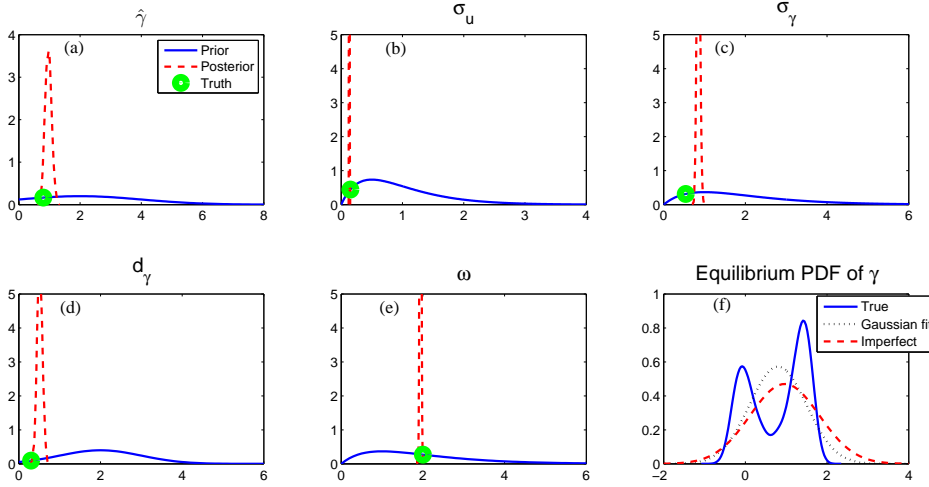 γ̂
σ_u
σ_γ
(a)
Prior
Posterior
Truth
(b)
(c)
4
3
2
1
0
0 2 4 6 8
5
4
3
2
1
0
0 1 2 3 4
5
4
3
2
1
0
0 2 4 6
d_γ
ω
Equilibrium PDF of γ
(d)
(e)
(f)
True
Gaussian fit
Imperfect
5
4
3
2
1
0
0 2 4 6
5
4
3
2
1
0
0 2 4 6
1
0.8
0.6
0.4
0.2
0
−2 0 2 4